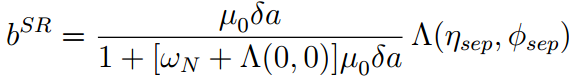 b^{SR} = \frac{\mu_0 \delta a}{1 + [\omega_N + \Lambda(0,0)]\mu_0 \delta a} \Lambda(\eta_{sep}, \phi_{sep})